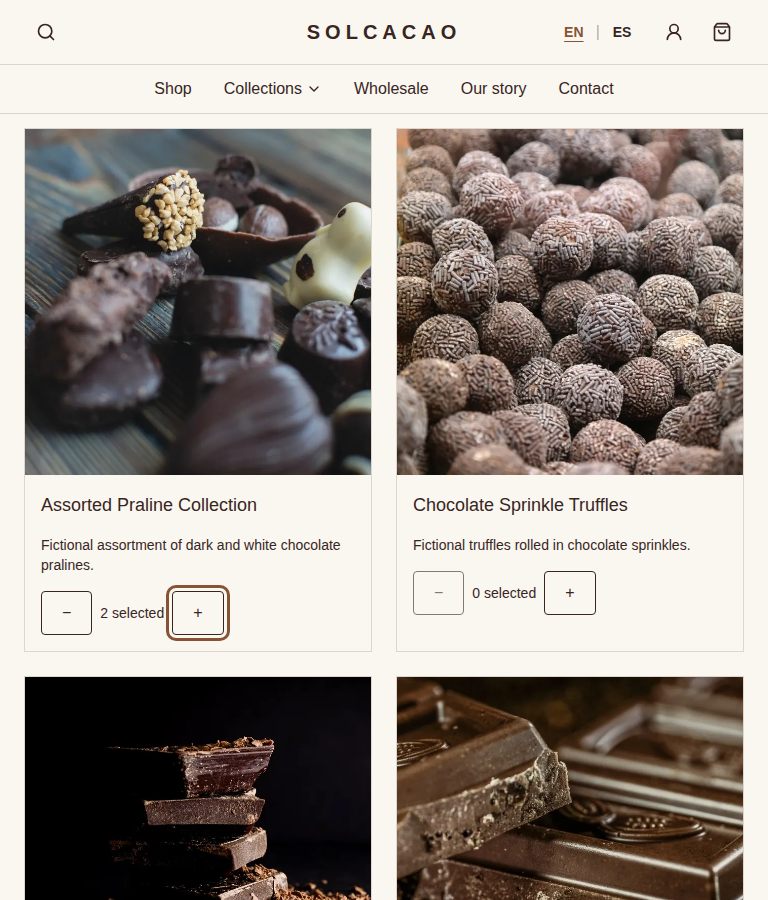 SOLCACAO
EN | ES
Shop
Collections
Wholesale
Our story
Contact
Assorted Praline Collection
Fictional assortment of dark and white chocolate
pralines.
− 2 selected +
Chocolate Sprinkle Truffles
Fictional truffles rolled in chocolate sprinkles.
− 0 selected +